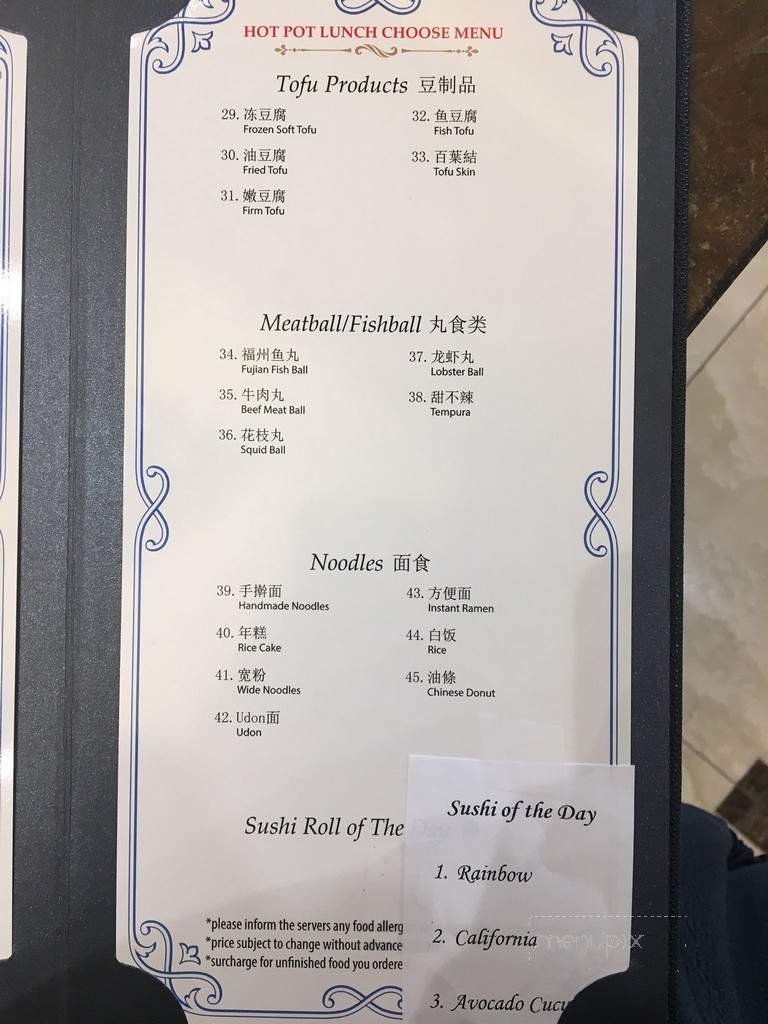 HOT POT LUNCH CHOOSE MENU
Tofu Products 豆制品
29. 冻豆腐
Frozen Soft Tofu
30. 油豆腐
Fried Tofu
31. 嫩豆腐
Firm Tofu
32. 鱼豆腐
Fish Tofu
33. 百葉結
Tofu Skin
Meatball/Fishball 丸食类
34. 福州鱼丸
Fujian Fish Ball
35. 牛肉丸
Beef Meat Ball
36. 花枝丸
Squid Ball
37. 龙虾丸
Lobster Ball
38. 甜不辣
Tempura
Noodles 面食
39. 手擀面
Handmade Noodles
40. 年糕
Rice Cake
41. 宽粉
Wide Noodles
42. Udon面
Udon
43. 方便面
Instant Ramen
44. 白饭
Rice
45. 油條
Chinese Donut
Sushi Roll of The
*please inform the servers any food allerg
*price subject to change without advance
*surcharge for unfinished food you ordere
Sushi of the Day
1. Rainbow
2. California
3. Avocado Cucu
menupix